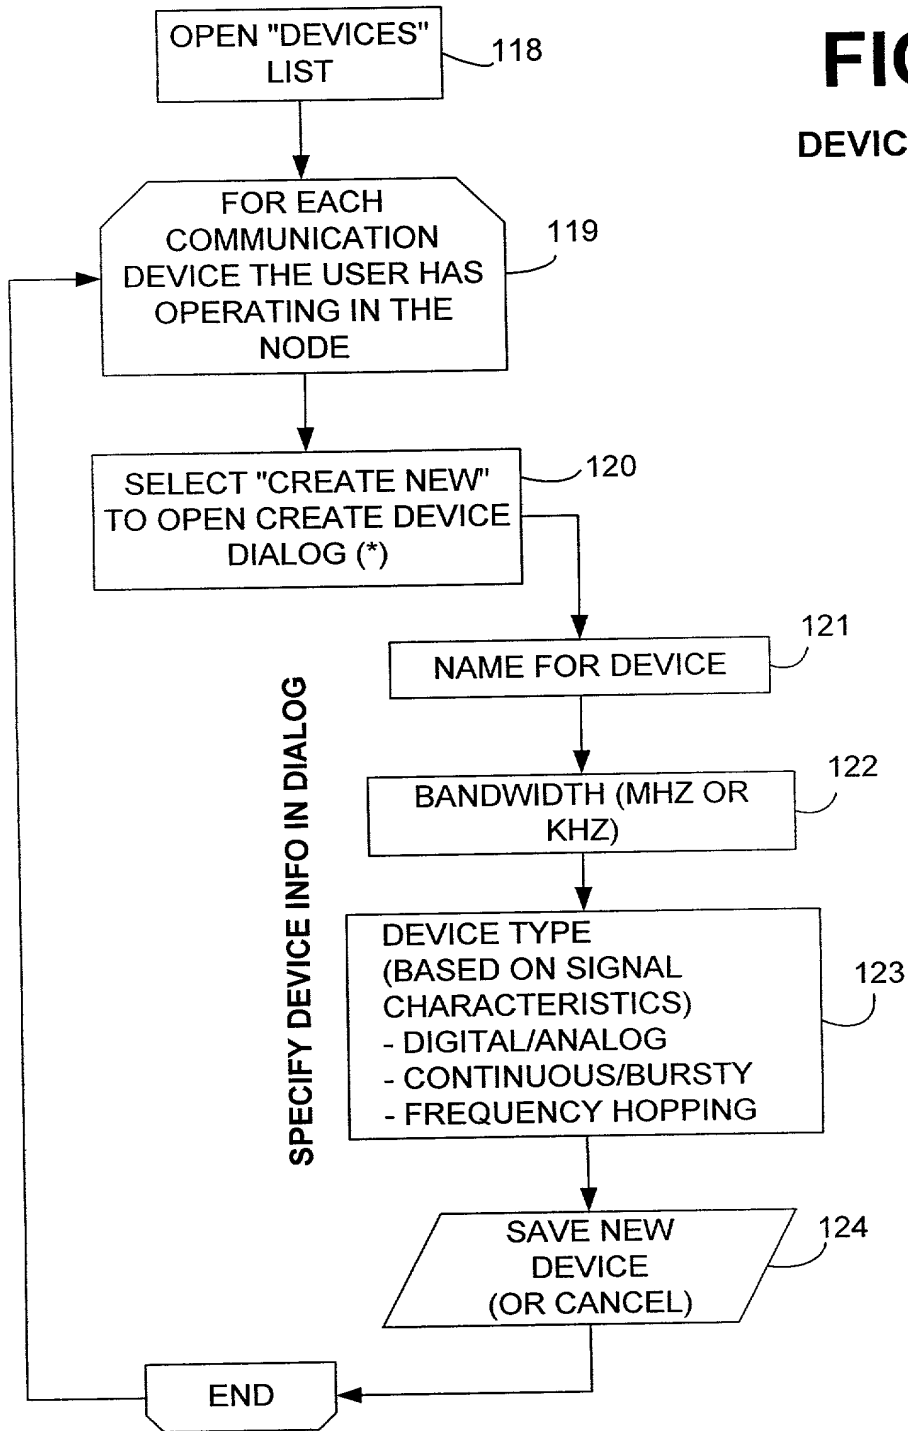 OPEN "DEVICES"
LIST
118
FIG
DEVIC
FOR EACH
COMMUNICATION
DEVICE THE USER HAS
OPERATING IN THE
NODE
119
SELECT "CREATE NEW"
TO OPEN CREATE DEVICE
DIALOG (*)
120
SPECIFY DEVICE INFO IN DIALOG
NAME FOR DEVICE
121
BANDWIDTH (MHZ OR
KHZ)
122
DEVICE TYPE
(BASED ON SIGNAL
CHARACTERISTICS)
- DIGITAL/ANALOG
- CONTINUOUS/BURSTY
- FREQUENCY HOPPING
123
SAVE NEW
DEVICE
(OR CANCEL)
124
END